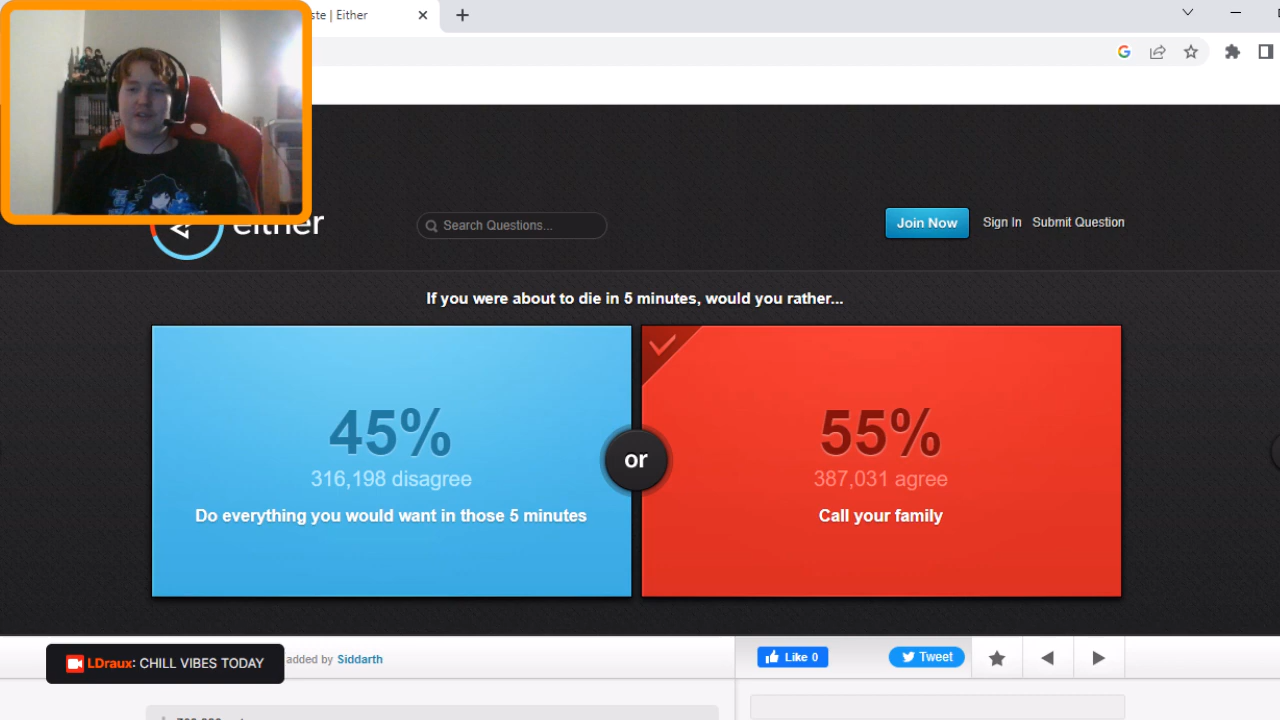 ste | Either
either
Search Questions...
Join Now
Sign In
Submit Question
If you were about to die in 5 minutes, would you rather...
45%
316,198 disagree
Do everything you would want in those 5 minutes
or
55%
387,031 agree
Call your family
LDraux: CHILL VIBES TODAY
added by Siddarth
Like 0
Tweet